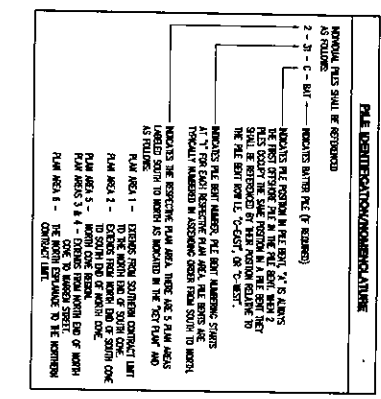 PILE IDENTIFICATION/NOMENCLATURE
INDIVIDUAL PILES SHALL BE REFERENCED
AS FOLLOWS:
2 - 31 - C - BAT
INDICATES BATTER PILE (IF REQUIRED)
INDICATES PILE POSITION IN PILE BENT. "A" IS ALWAYS
THE FIRST OFFSHORE PILE IN THE PILE BENT. WHEN 2
PILES OCCUPY THE SAME POSITION IN A PILE BENT THEY
SHALL BE REFERENCED BY THEIR POSITION RELATIVE TO
THE PILE BENT ROW I.E. "C-EAST", OR "C-WEST".
INDICATES PILE BENT NUMBER, PILE BENT NUMBERING STARTS
AT "1" FOR EACH RESPECTIVE PLAN AREA. PILE BENTS ARE
TYPICALLY NUMBERED IN ASCENDING ORDER FROM SOUTH TO NORTH.
INDICATES THE RESPECTIVE PLAN AREA. THERE ARE 5 PLAN AREAS
LABELED SOUTH TO NORTH AS INDICATED IN THE "KEY PLAN" AND
AS FOLLOWS:
PLAN AREA 1 - EXTENDS FROM SOUTHERN CONTRACT LIMIT
TO THE NORTH END OF SOUTH COVE.
PLAN AREA 2 - EXTENDS FROM NORTH END OF SOUTH COVE
TO SOUTH END OF NORTH COVE.
PLAN AREA 5 - NORTH COVE REGION.
PLAN AREAS 3 & 4 - EXTENDS FROM NORTH END OF NORTH
COVE TO WARREN STREET.
PLAN AREA 6 - THE NORTH ESPLANADE TO THE NORTHERN
CONTRACT LIMIT.